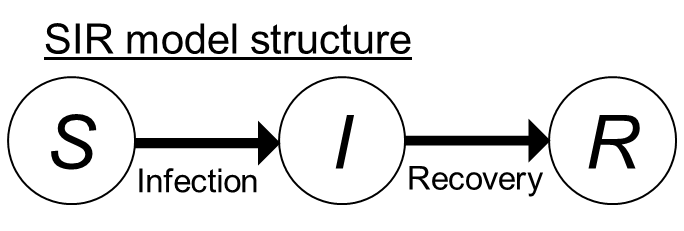 SIR model structure
S
Infection
I
Recovery
R